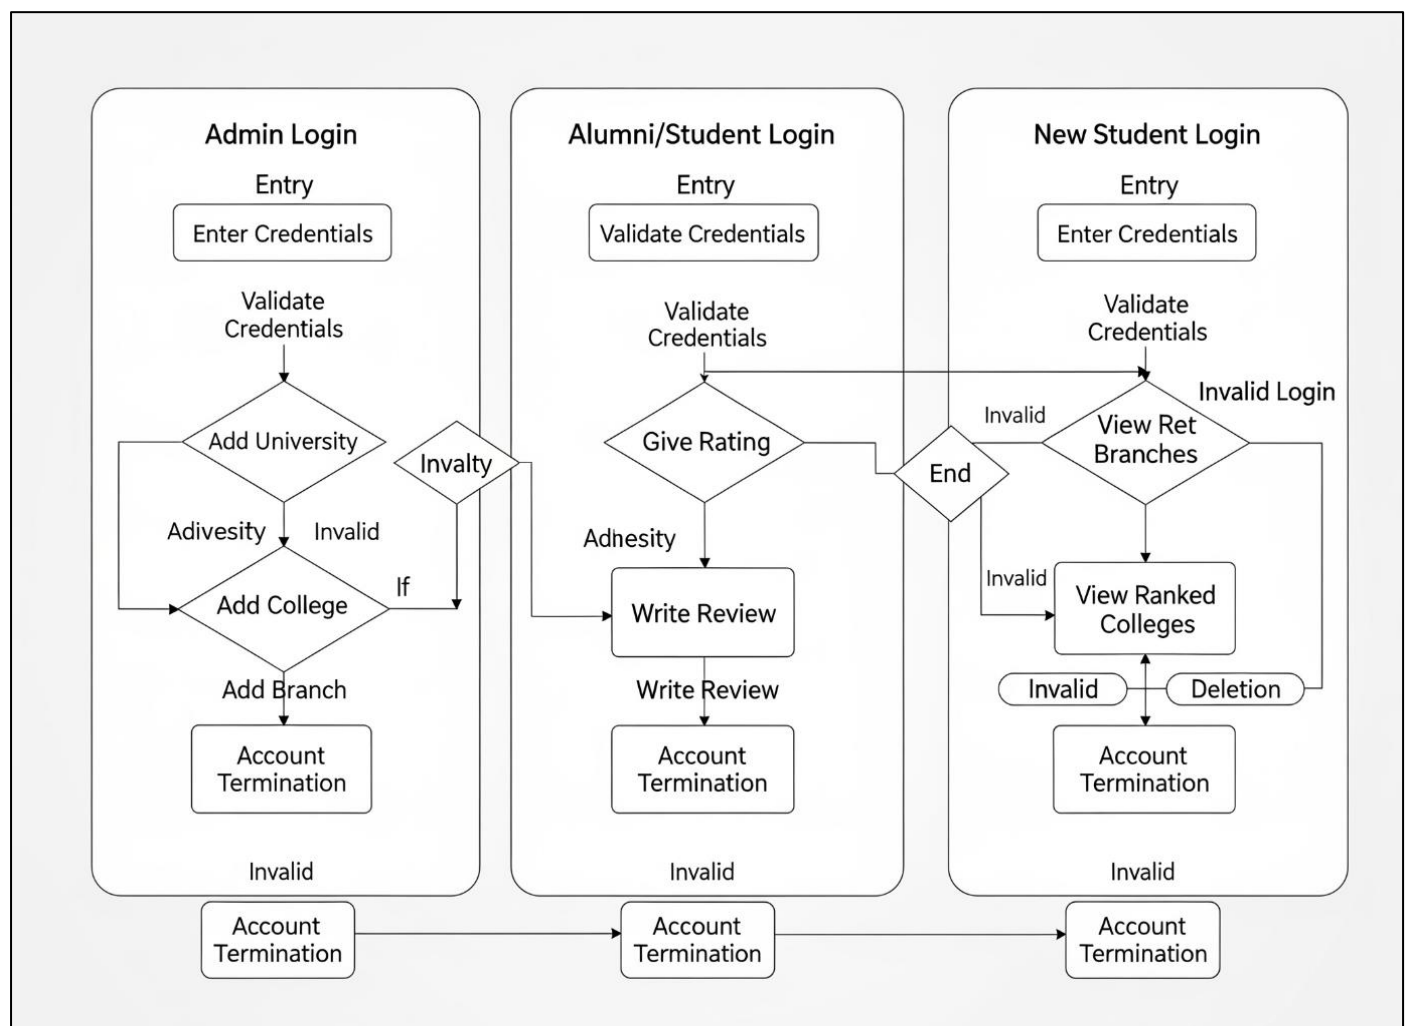 Admin Login
Entry
Enter Credentials
Validate
Credentials
Add University
Adivesity
Invalid
Add College
If
Invalty
Add Branch
Account
Termination
Invalid
Account
Termination
Alumni/Student Login
Entry
Validate Credentials
Validate
Credentials
Give Rating
Adhesity
Write Review
Write Review
Account
Termination
Invalid
Account
Termination
End
New Student Login
Entry
Enter Credentials
Validate
Credentials
Invalid Login
Invalid
View Ret
Branches
Invalid
View Ranked
Colleges
Invalid
Deletion
Account
Termination
Invalid
Account
Termination